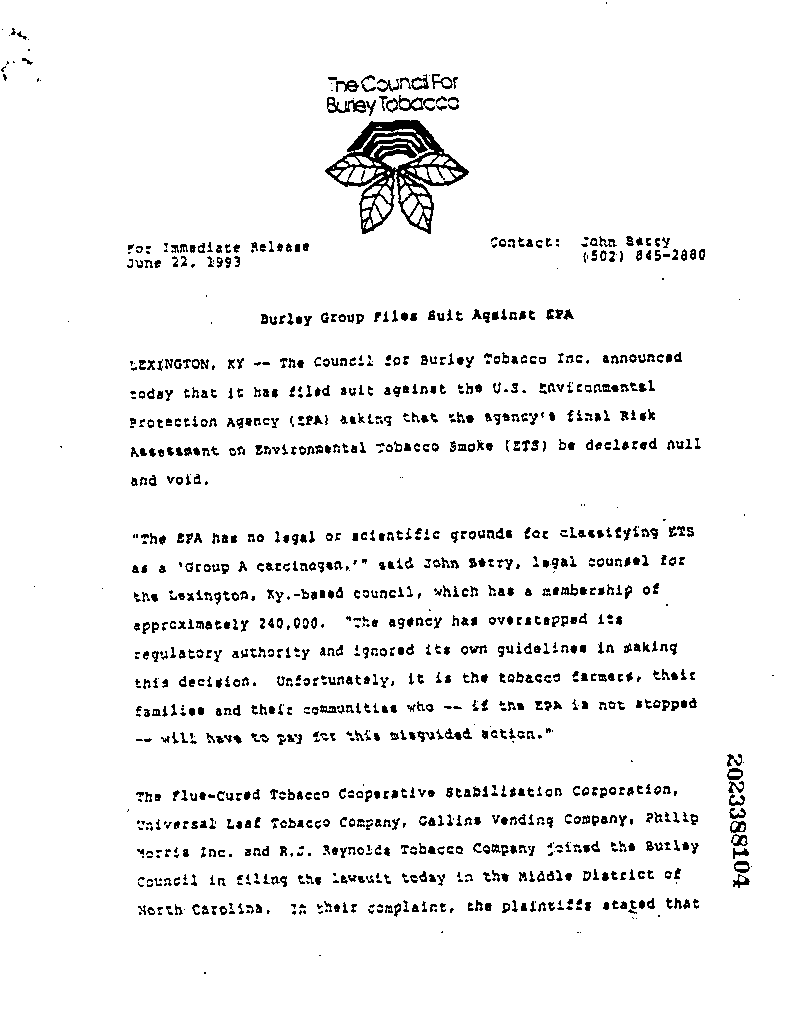 The Council For
Burley Tobacco
For Immediate Release
June 22, 1993
Contact: John Berry
(502) 845-2880
Burley Group Files Suit Against EPA
LEXINGTON, KY -- The Council for Burley Tobacco Inc. announced
today that it has filed suit against the U.S. Environmental
Protection Agency (EPA) asking that the agency's final Risk
Assessment on Environmental Tobacco Smoke (ETS) be declared null
and void.
"The EPA has no legal or scientific grounds for classifying ETS
as a 'Group A carcinogen,'" said John Berry, legal counsel for
the Lexington, Ky.-based council, which has a membership of
approximately 240,000. "The agency has overstepped its
regulatory authority and ignored its own guidelines in making
this decision. Unfortunately, it is the tobacco farmers, their
families and their communities who -- if the EPA is not stopped
-- will have to pay for this misguided action."
The Flue-Cured Tobacco Cooperative Stabilisation Corporation,
Universal Leaf Tobacco Company, Gallins Vending Company, Philip
Morris Inc. and R.J. Reynolds Tobacco Company joined the Burley
Council in filing the lawsuit today in the Middle District of
North Carolina. In their complaint, the plaintiffs stated that
2023388104